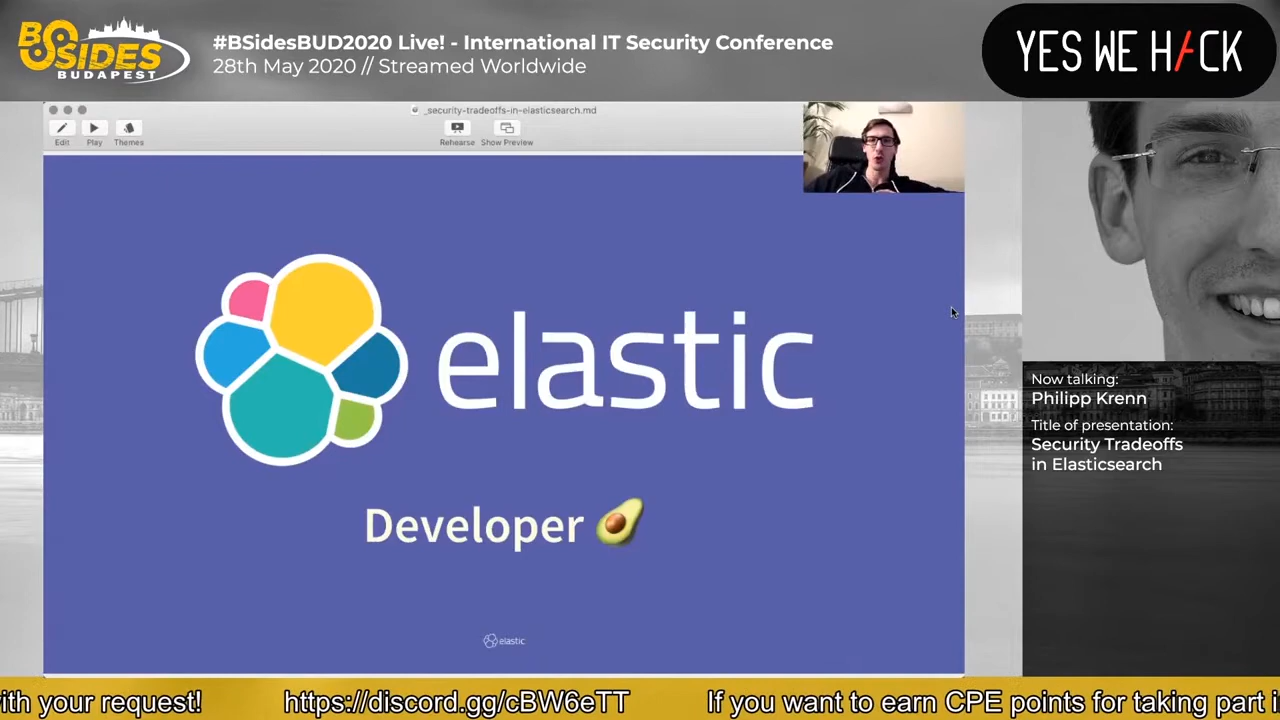 BSIDES
BUDAPEST
#BSidesBUD2020 Live! - International IT Security Conference
28th May 2020 // Streamed Worldwide
YES WE H/CK
_security-tradeoffs-in-elasticsearch.md
Edit Play Themes Rehearse Show Preview
elastic
Developer 🥑
elastic
Now talking:
Philipp Krenn
Title of presentation:
Security Tradeoffs
in Elasticsearch
ith your request! https://discord.gg/cBW6eTT If you want to earn CPE points for taking part i